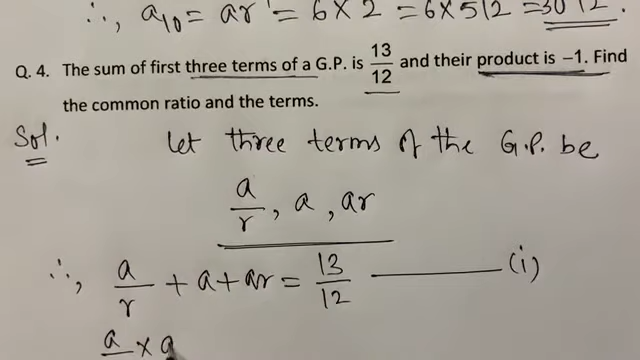 ∴, a₁₀ = ar = 6 × 2 = 6 × 512 = 3072.
Q. 4. The sum of first three terms of a G.P. is 13/12 and their product is −1. Find
the common ratio and the terms.
Sol. Let three terms of the G.P. be
a/r, a, ar
∴, a/r + a + ar = 13/12 ——— (i)
a × a